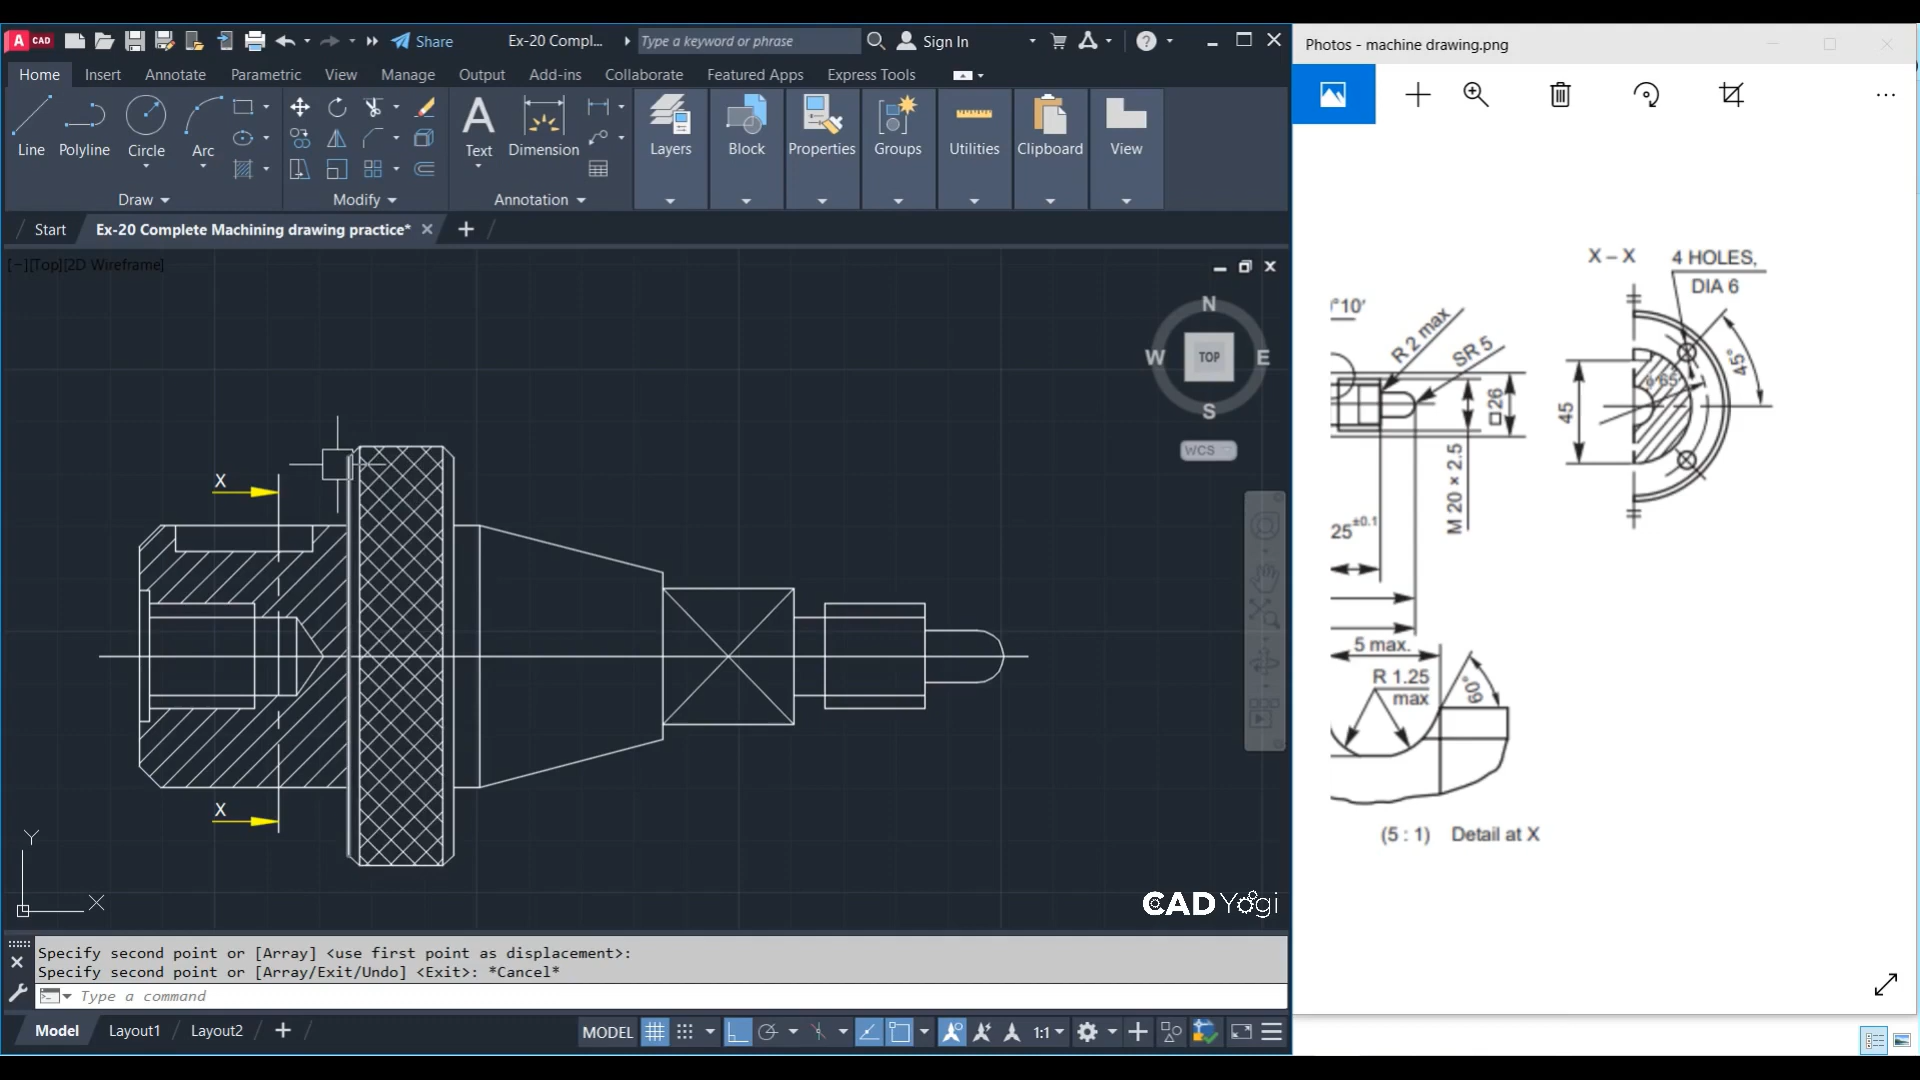 A CAD
Share
Ex-20 Compl...
Type a keyword or phrase
Sign In
Photos - machine drawing.png
Home
Insert
Annotate
Parametric
View
Manage
Output
Add-ins
Collaborate
Featured Apps
Express Tools
Line
Polyline
Circle
Arc
Text
Dimension
Layers
Block
Properties
Groups
Utilities
Clipboard
View
Draw
Modify
Annotation
Start
Ex-20 Complete Machining drawing practice*
[−][Top][2D Wireframe]
N
W
TOP
E
S
WCS
X
X
Y
X
CAD Yogi
X – X
4 HOLES,
DIA 6
°10′
R 2 max
SR 5
45°
ϕ 65
□26
45
M 20 × 2.5
25±0.1
5 max.
R 1.25
max
60°
(5 : 1) Detail at X
Specify second point or [Array] <use first point as displacement>:
Specify second point or [Array/Exit/Undo] <Exit>: *Cancel*
Type a command
Model
Layout1
Layout2
MODEL
1:1